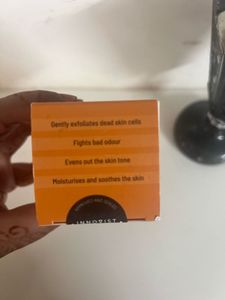 Gently exfoliates dead skin cells
Fights bad odour
Evens out the skin tone
Moisturises and soothes the skin
INNOVIST